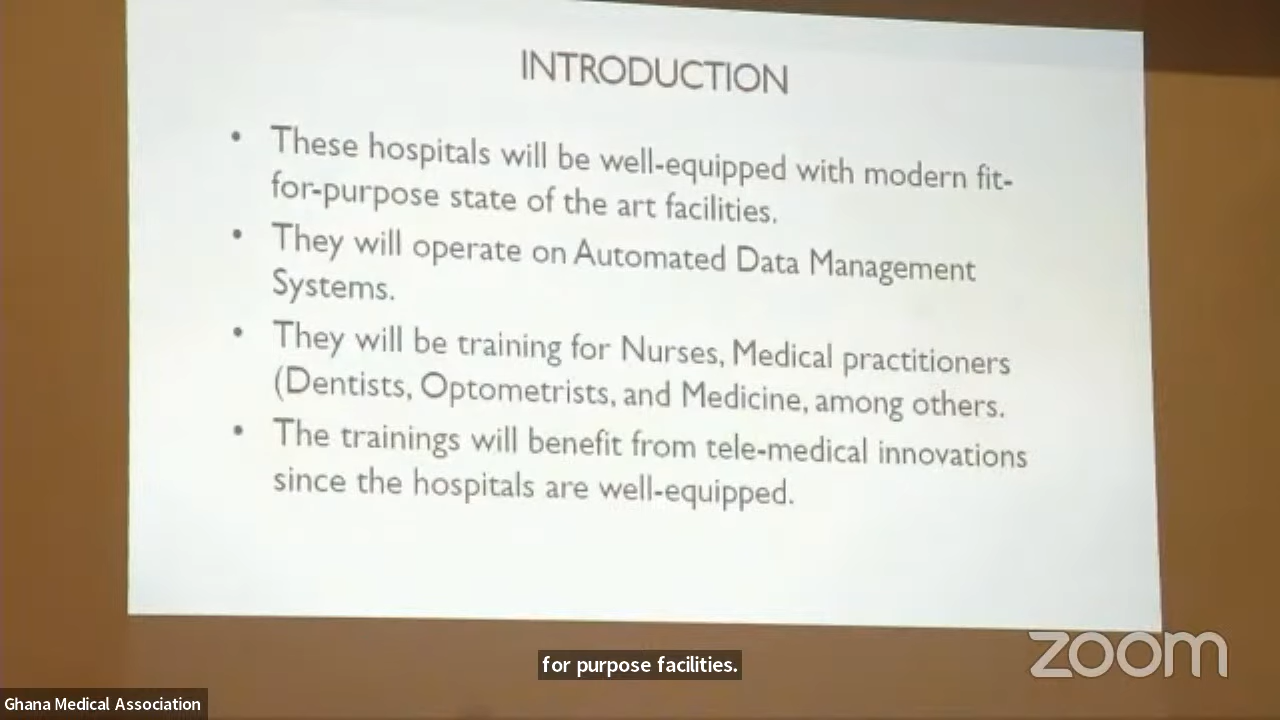 INTRODUCTION
• These hospitals will be well-equipped with modern fit-
for-purpose state of the art facilities.
• They will operate on Automated Data Management
Systems.
• They will be training for Nurses, Medical practitioners
(Dentists, Optometrists, and Medicine, among others.
• The trainings will benefit from tele-medical innovations
since the hospitals are well-equipped.
for purpose facilities.
zoom
Ghana Medical Association